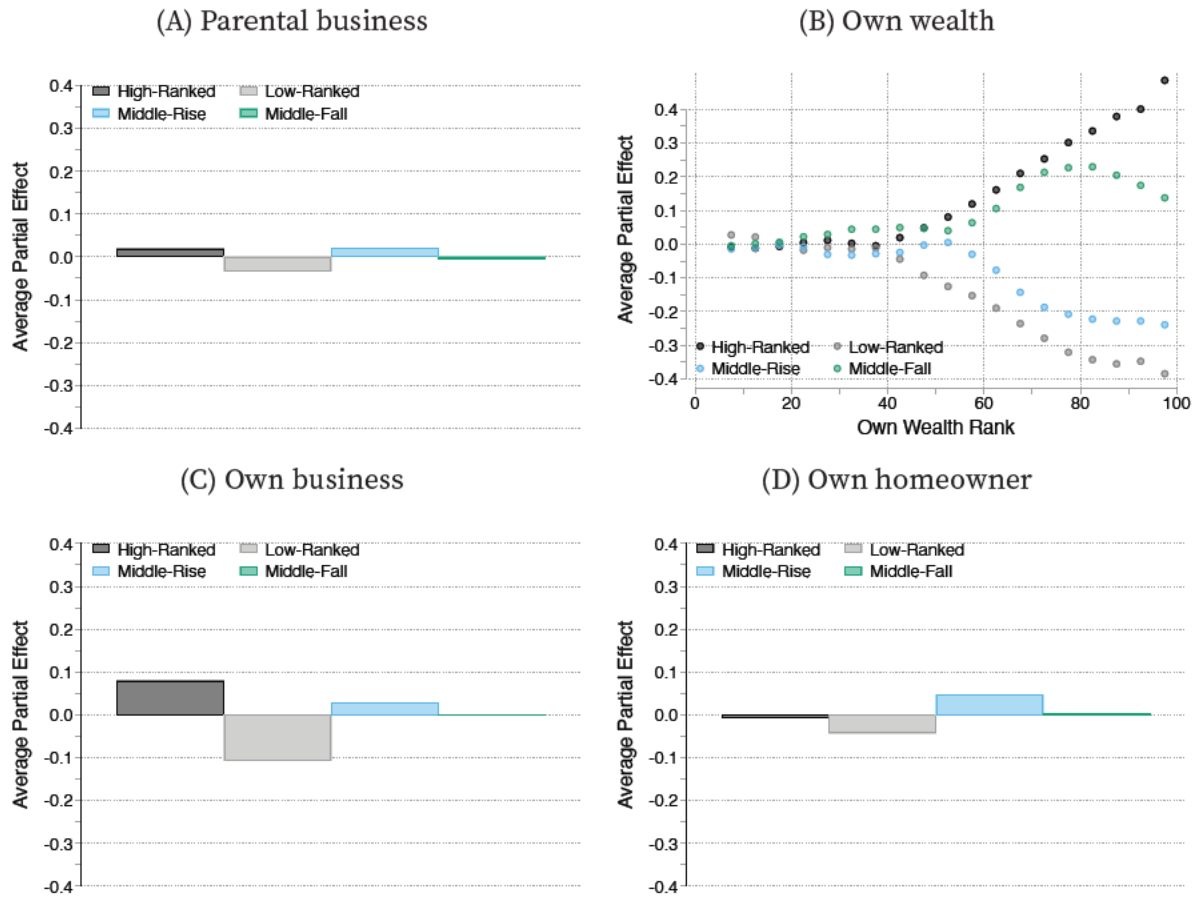 (A) Parental business
0.4
0.3
0.2
0.1
0.0
-0.1
-0.2
-0.3
-0.4
Average Partial Effect
High-Ranked Low-Ranked
Middle-Rise Middle-Fall
(B) Own wealth
0.4
0.3
0.2
0.1
0.0
-0.1
-0.2
-0.3
-0.4
Average Partial Effect
High-Ranked Low-Ranked
Middle-Rise Middle-Fall
0 20 40 60 80 100
Own Wealth Rank
(C) Own business
0.4
0.3
0.2
0.1
0.0
-0.1
-0.2
-0.3
-0.4
Average Partial Effect
High-Ranked Low-Ranked
Middle-Rise Middle-Fall
(D) Own homeowner
0.4
0.3
0.2
0.1
0.0
-0.1
-0.2
-0.3
-0.4
Average Partial Effect
High-Ranked Low-Ranked
Middle-Rise Middle-Fall